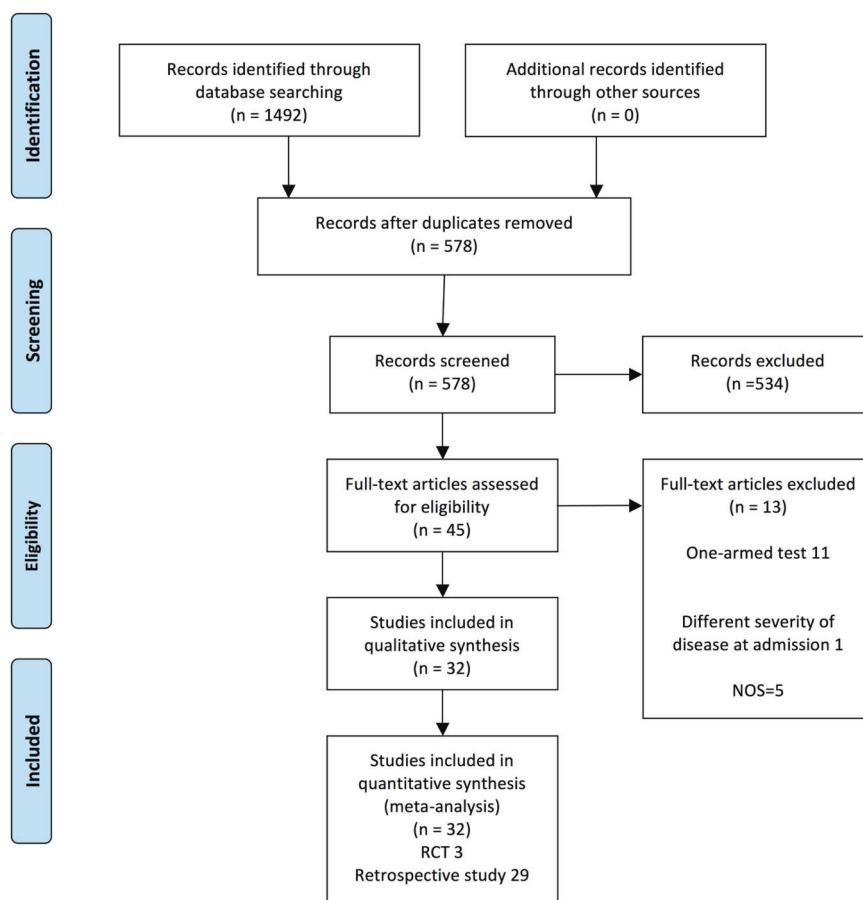 Identification
Records identified through
database searching
(n = 1492)
Additional records identified
through other sources
(n = 0)
Records after duplicates removed
(n = 578)
Screening
Records screened
(n = 578)
Records excluded
(n =534)
Eligibility
Full-text articles assessed
for eligibility
(n = 45)
Full-text articles excluded
(n = 13)
One-armed test 11
Different severity of
disease at admission 1
NOS=5
Studies included in
qualitative synthesis
(n = 32)
Included
Studies included in
quantitative synthesis
(meta-analysis)
(n = 32)
RCT 3
Retrospective study 29